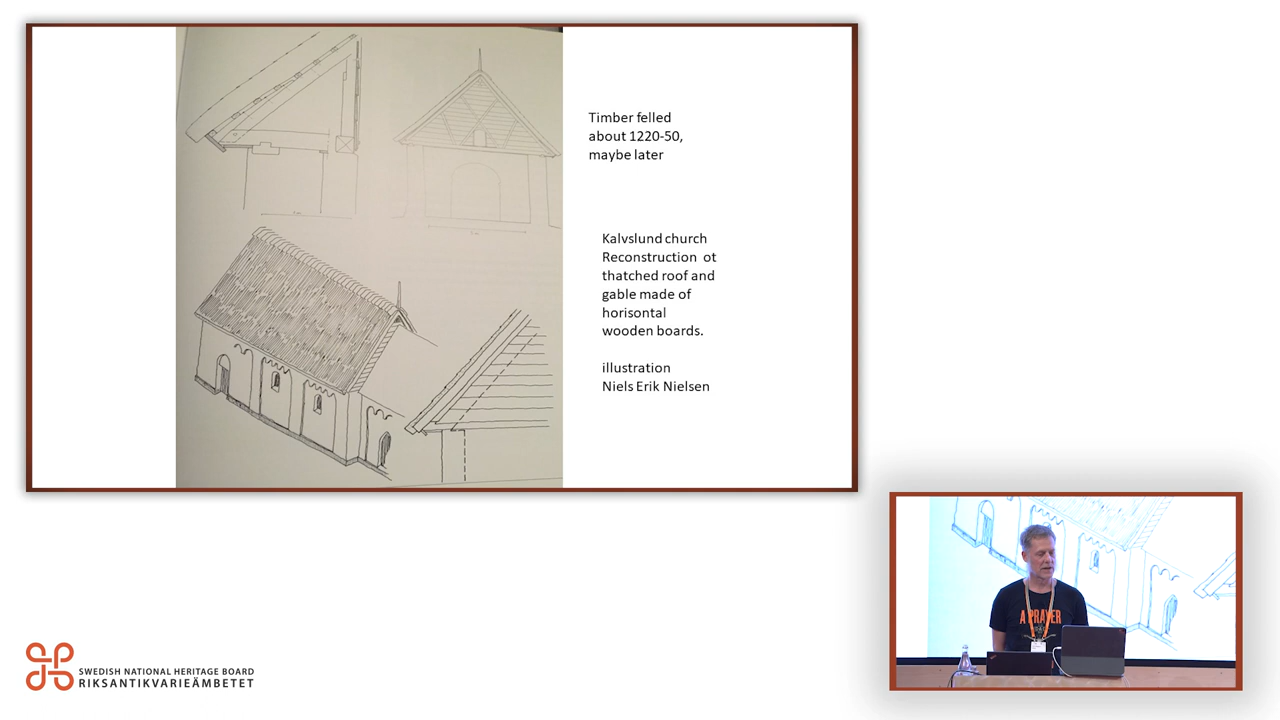 Timber felled
about 1220-50,
maybe later
Kalvslund church
Reconstruction ot
thatched roof and
gable made of
horisontal
wooden boards.
illustration
Niels Erik Nielsen
A PRAYER
SWEDISH NATIONAL HERITAGE BOARD
RIKSANTIKVARIEÄMBETET